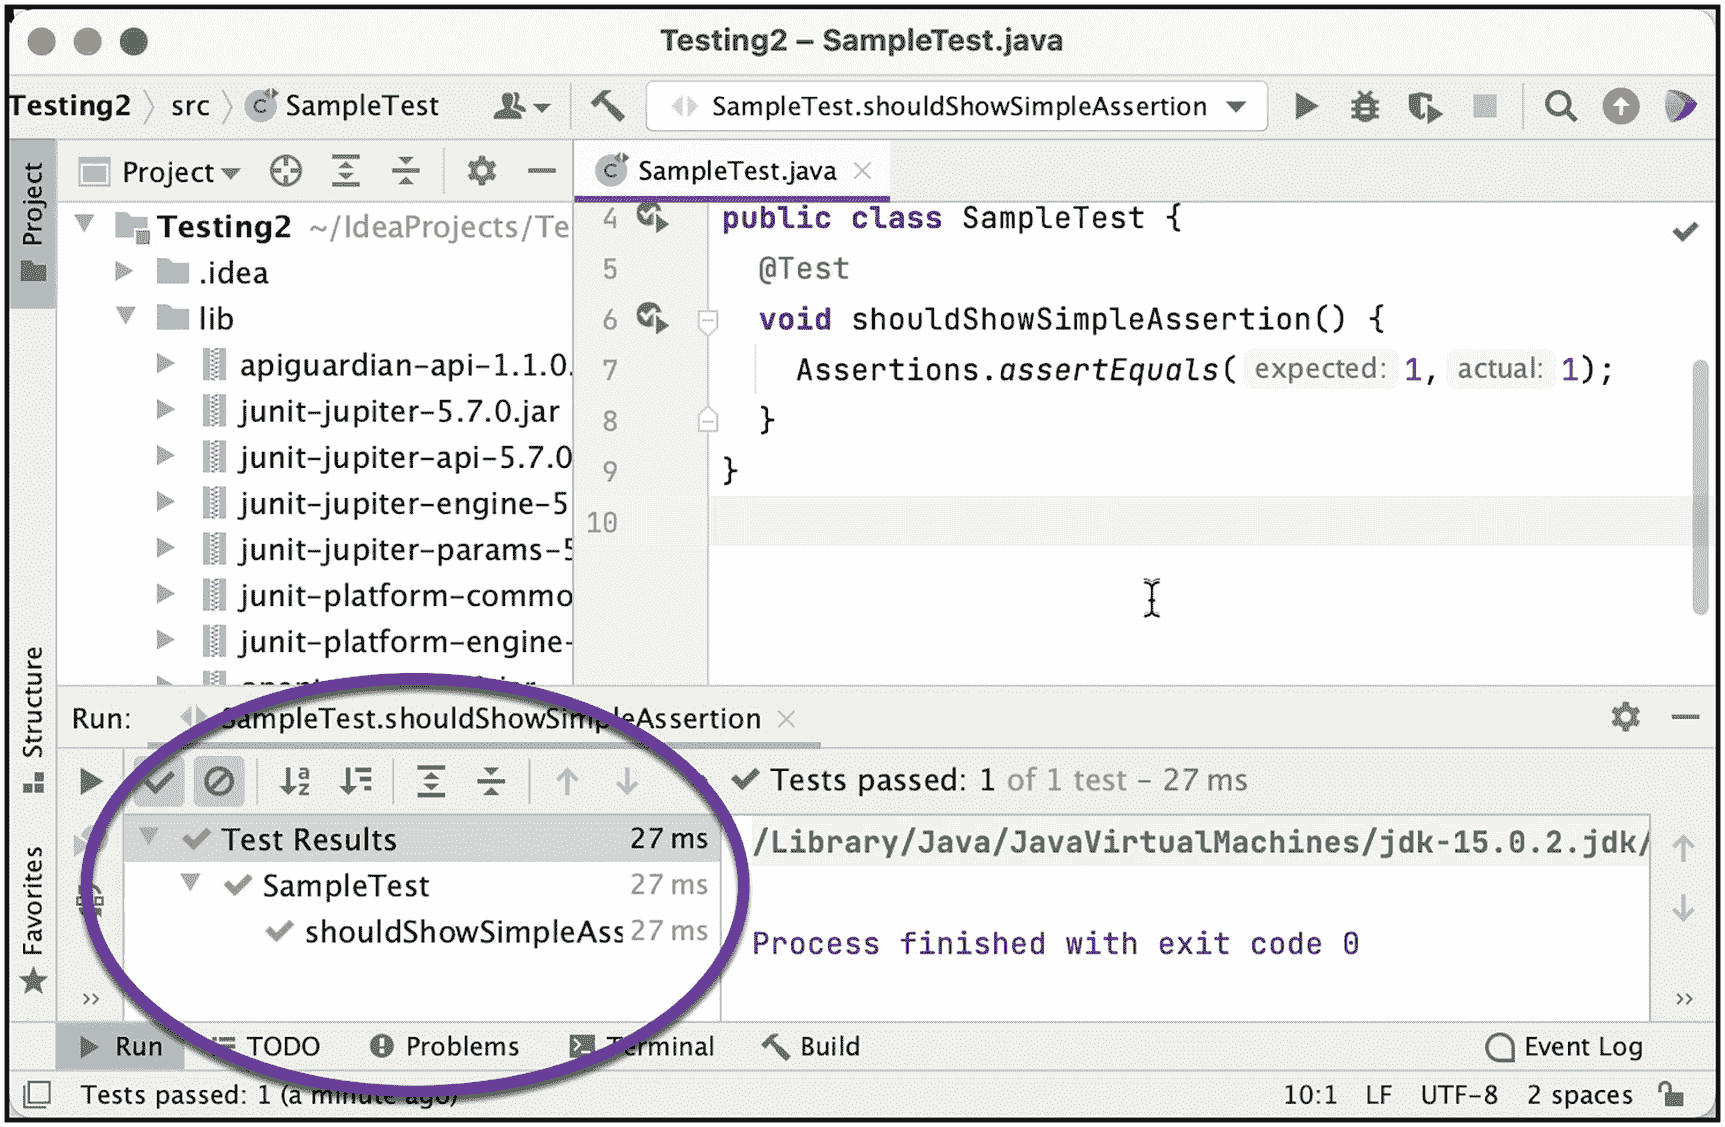 Testing2 – SampleTest.java
Testing2 src SampleTest SampleTest.shouldShowSimpleAssertion
Project
Project
SampleTest.java
Testing2 ~/IdeaProjects/Te
.idea
lib
apiguardian-api-1.1.0.
junit-jupiter-5.7.0.jar
junit-jupiter-api-5.7.0
junit-jupiter-engine-5
junit-jupiter-params-5
junit-platform-commo
junit-platform-engine-
4 public class SampleTest {
5 @Test
6 void shouldShowSimpleAssertion() {
7 Assertions.assertEquals( expected: 1, actual: 1);
8 }
9 }
10
Structure
Favorites
Run: SampleTest.shouldShowSimpleAssertion
Tests passed: 1 of 1 test – 27 ms
Test Results 27 ms
SampleTest 27 ms
shouldShowSimpleAss 27 ms
/Library/Java/JavaVirtualMachines/jdk-15.0.2.jdk/
Process finished with exit code 0
Run TODO Problems Terminal Build Event Log
Tests passed: 1 (a minute ago) 10:1 LF UTF-8 2 spaces